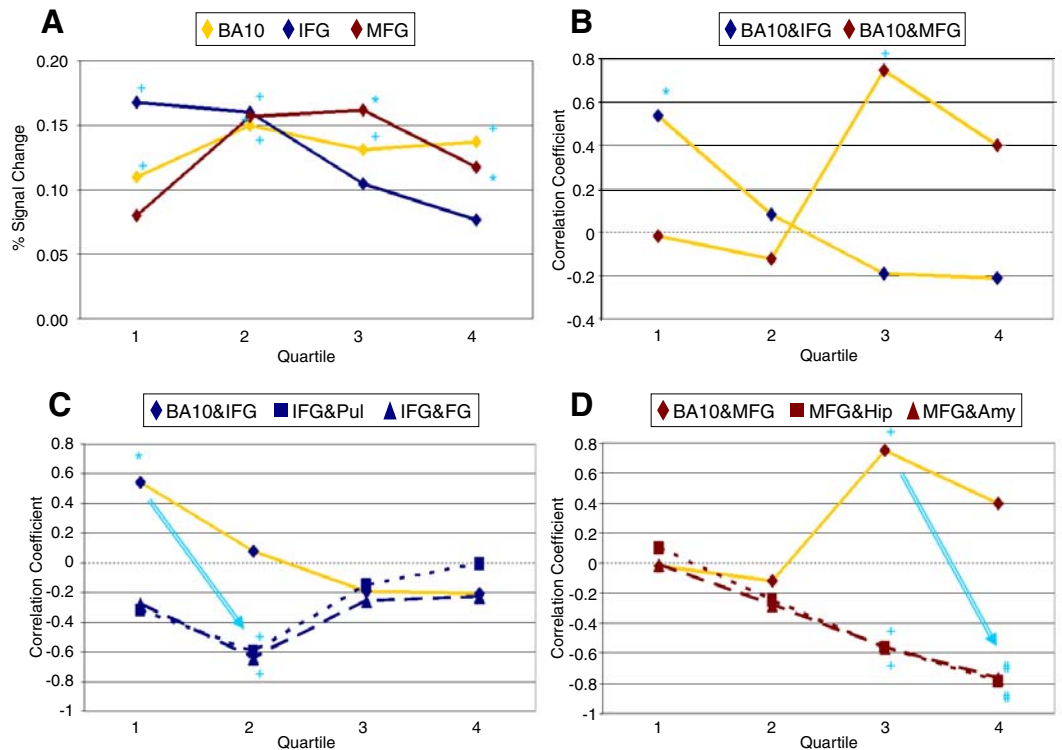 A
BA10 IFG MFG
0.20
0.15
0.10
0.05
0.00
% Signal Change
1 2 3 4
Quartile
+ + * + + + + *
B
BA10&IFG BA10&MFG
0.8
0.6
0.4
0.2
0
-0.2
-0.4
Correlation Coefficient
1 2 3 4
Quartile
* +
C
BA10&IFG IFG&Pul IFG&FG
0.8
0.6
0.4
0.2
0
-0.2
-0.4
-0.6
-0.8
-1
Correlation Coefficient
1 2 3 4
Quartile
* + +
D
BA10&MFG MFG&Hip MFG&Amy
0.8
0.6
0.4
0.2
0
-0.2
-0.4
-0.6
-0.8
-1
Correlation Coefficient
1 2 3 4
Quartile
+ + + # #